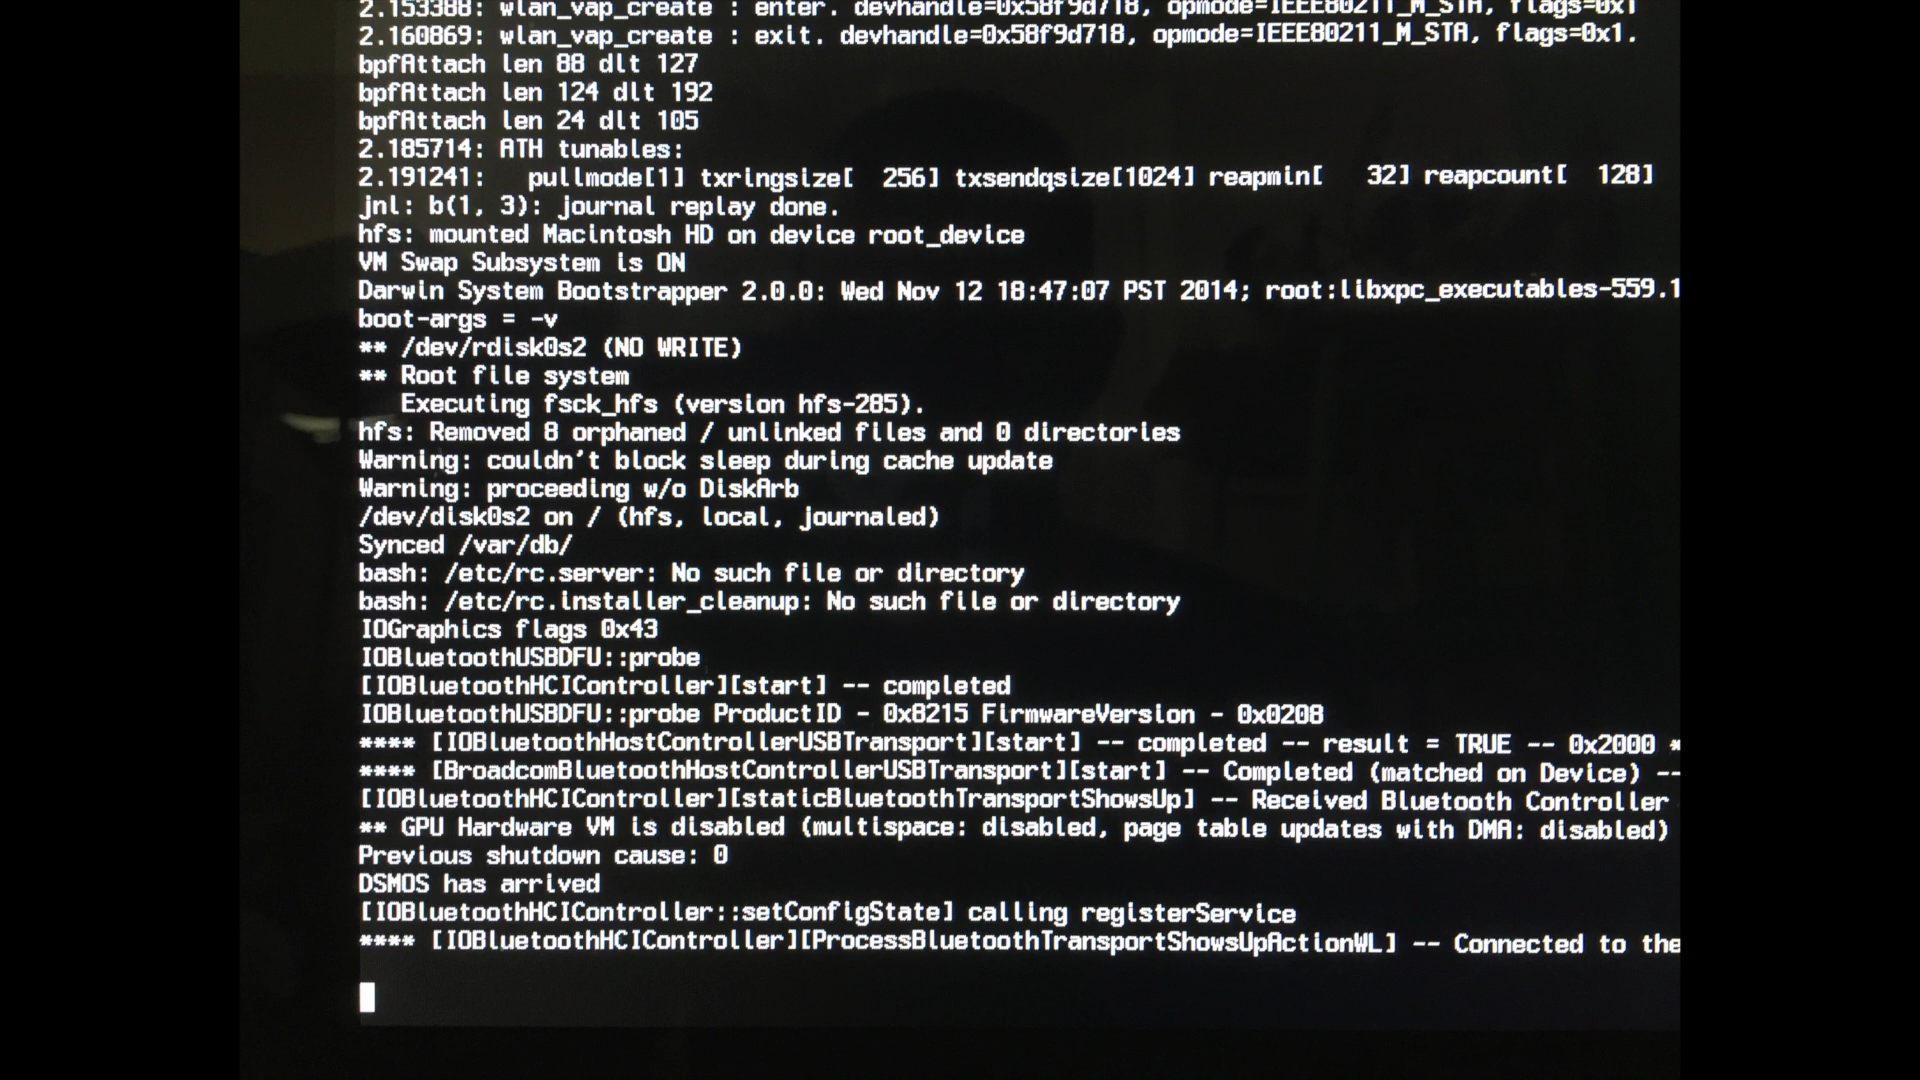 2.153388: wlan_vap_create : enter. devhandle=0x58f9d718, opmode=IEEE80211_M_STA, flags=0x1
2.160869: wlan_vap_create : exit. devhandle=0x58f9d718, opmode=IEEE80211_M_STA, flags=0x1.
bpfAttach len 88 dlt 127
bpfAttach len 124 dlt 192
bpfAttach len 24 dlt 105
2.185714: ATH tunables:
2.191241:   pullmode[1] txringsize[  256] txsendqsize[1024] reapmin[   32] reapcount[  128]
jnl: b(1, 3): journal replay done.
hfs: mounted Macintosh HD on device root_device
VM Swap Subsystem is ON
Darwin System Bootstrapper 2.0.0: Wed Nov 12 18:47:07 PST 2014; root:libxpc_executables-559.1
boot-args = -v
** /dev/rdisk0s2 (NO WRITE)
** Root file system
   Executing fsck_hfs (version hfs-285).
hfs: Removed 8 orphaned / unlinked files and 0 directories
Warning: couldn't block sleep during cache update
Warning: proceeding w/o DiskArb
/dev/disk0s2 on / (hfs, local, journaled)
Synced /var/db/
bash: /etc/rc.server: No such file or directory
bash: /etc/rc.installer_cleanup: No such file or directory
IOGraphics flags 0x43
IOBluetoothUSBDFU::probe
[IOBluetoothHCIController][start] -- completed
IOBluetoothUSBDFU::probe ProductID - 0x8215 FirmwareVersion - 0x0208
**** [IOBluetoothHostControllerUSBTransport][start] -- completed -- result = TRUE -- 0x2000 *
**** [BroadcomBluetoothHostControllerUSBTransport][start] -- Completed (matched on Device) --
[IOBluetoothHCIController][staticBluetoothTransportShowsUp] -- Received Bluetooth Controller
** GPU Hardware VM is disabled (multispace: disabled, page table updates with DMA: disabled)
Previous shutdown cause: 0
DSMOS has arrived
[IOBluetoothHCIController::setConfigState] calling registerService
**** [IOBluetoothHCIController][ProcessBluetoothTransportShowsUpActionWL] -- Connected to the